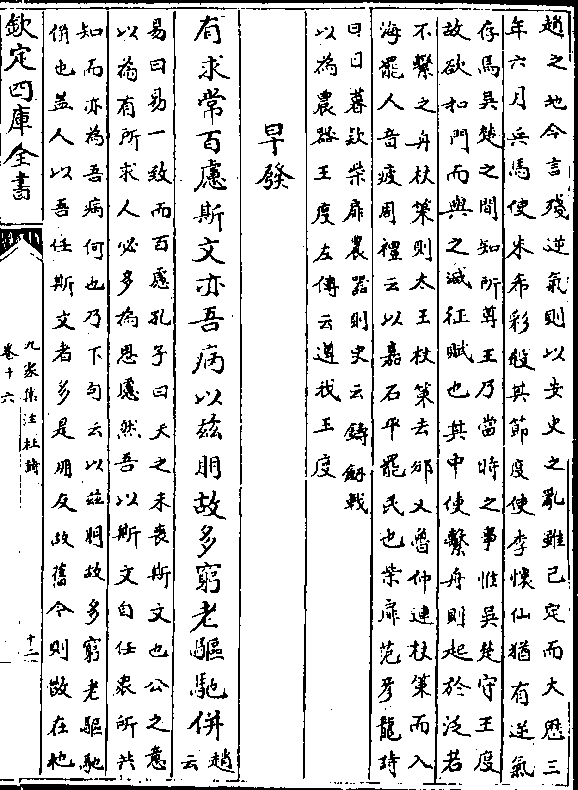 趙之地今言殘逆氣則以安史之亂雖已定而大厯三
年六月兵馬使朱希彩殺其節度使李懷仙猶有逆氣
存焉吳楚之間知所尊王乃當時之事惟吳楚守王度
故欲扣門而與之減征賦也其中使繫舟則起於泛若
不繫之舟杖策則太王杖策去邠又魯仲連杖策而入
海罷人音疲周禮云以嘉石平罷民也柴扉范彦龍詩
曰日暮欵柴扉農器則史云鑄劔㦸
以為農器王度左傳云遵我王度
早發
有求常百慮斯文亦吾病以兹朋故多窮老驅馳併趙
云
易曰易一致而百慮孔子曰天之未喪斯文也公之意
以為有所求人必多為思慮然吾以斯文自任衆所共
知而亦為吾病何也乃下句云以兹朋故多窮老驅馳
併也盖人以吾任斯文者多是朋友故舊今則散在他
欽定四庫全書
九家集注杜詩
卷十六
十二